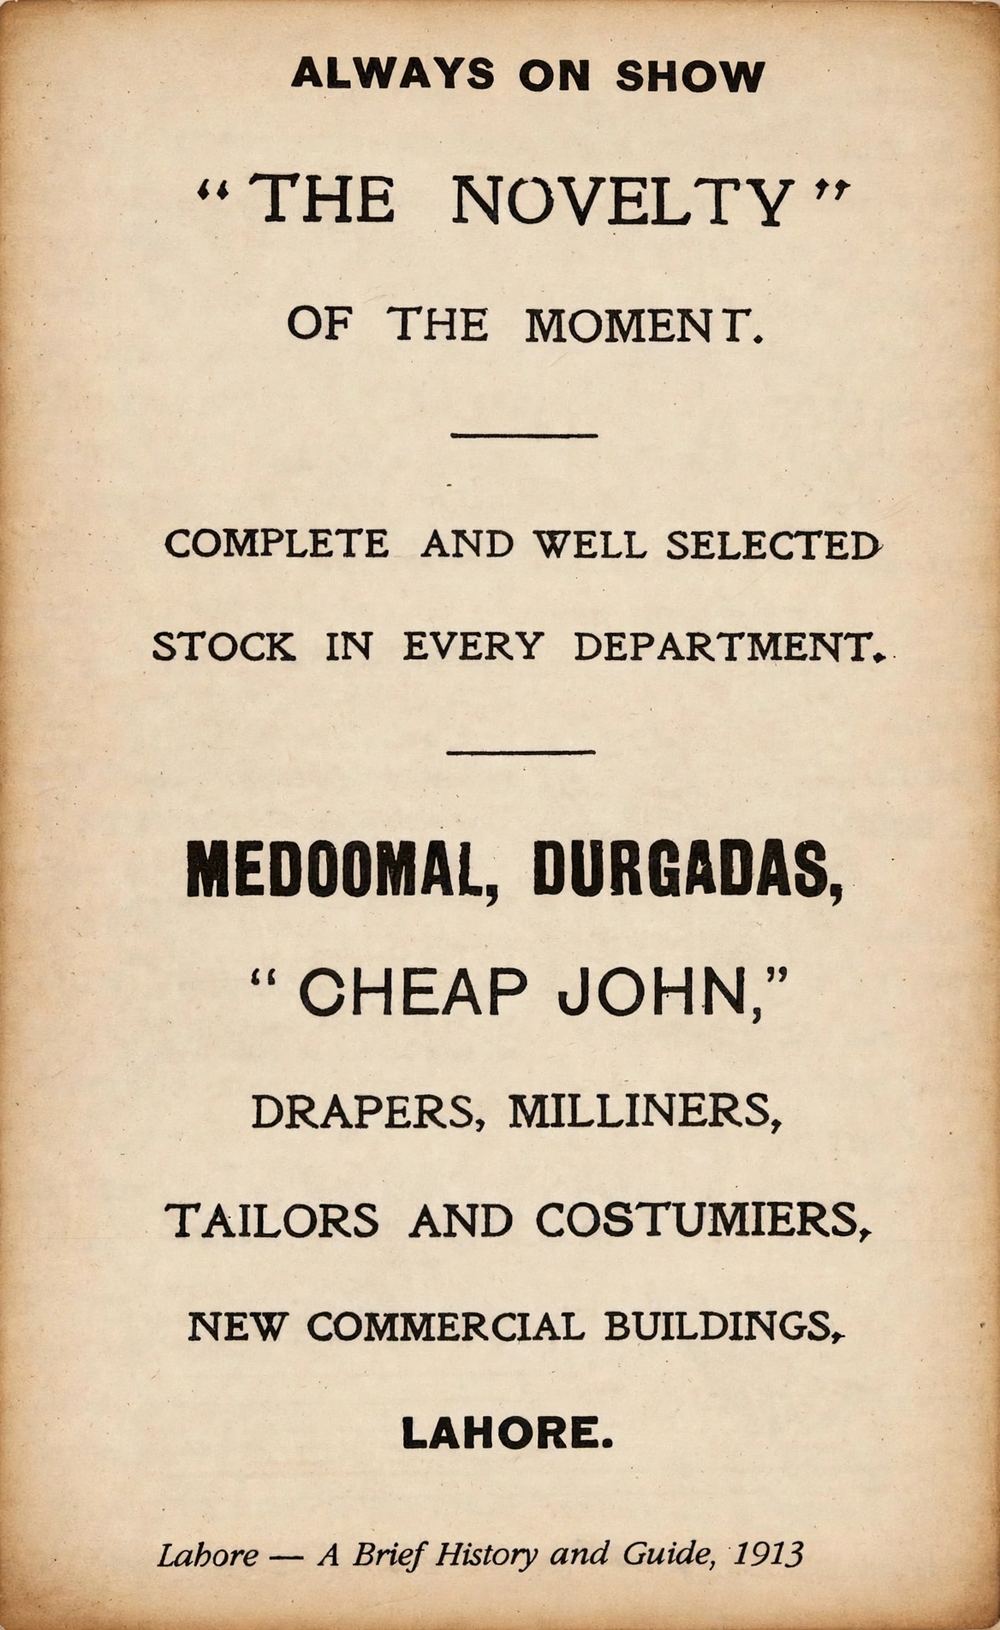 ALWAYS ON SHOW
“THE NOVELTY”
OF THE MOMENT.
COMPLETE AND WELL SELECTED
STOCK IN EVERY DEPARTMENT.
MEDOOMAL, DURGADAS,
“CHEAP JOHN,”
DRAPERS, MILLINERS,
TAILORS AND COSTUMIERS,
NEW COMMERCIAL BUILDINGS,
LAHORE.
Lahore — A Brief History and Guide, 1913